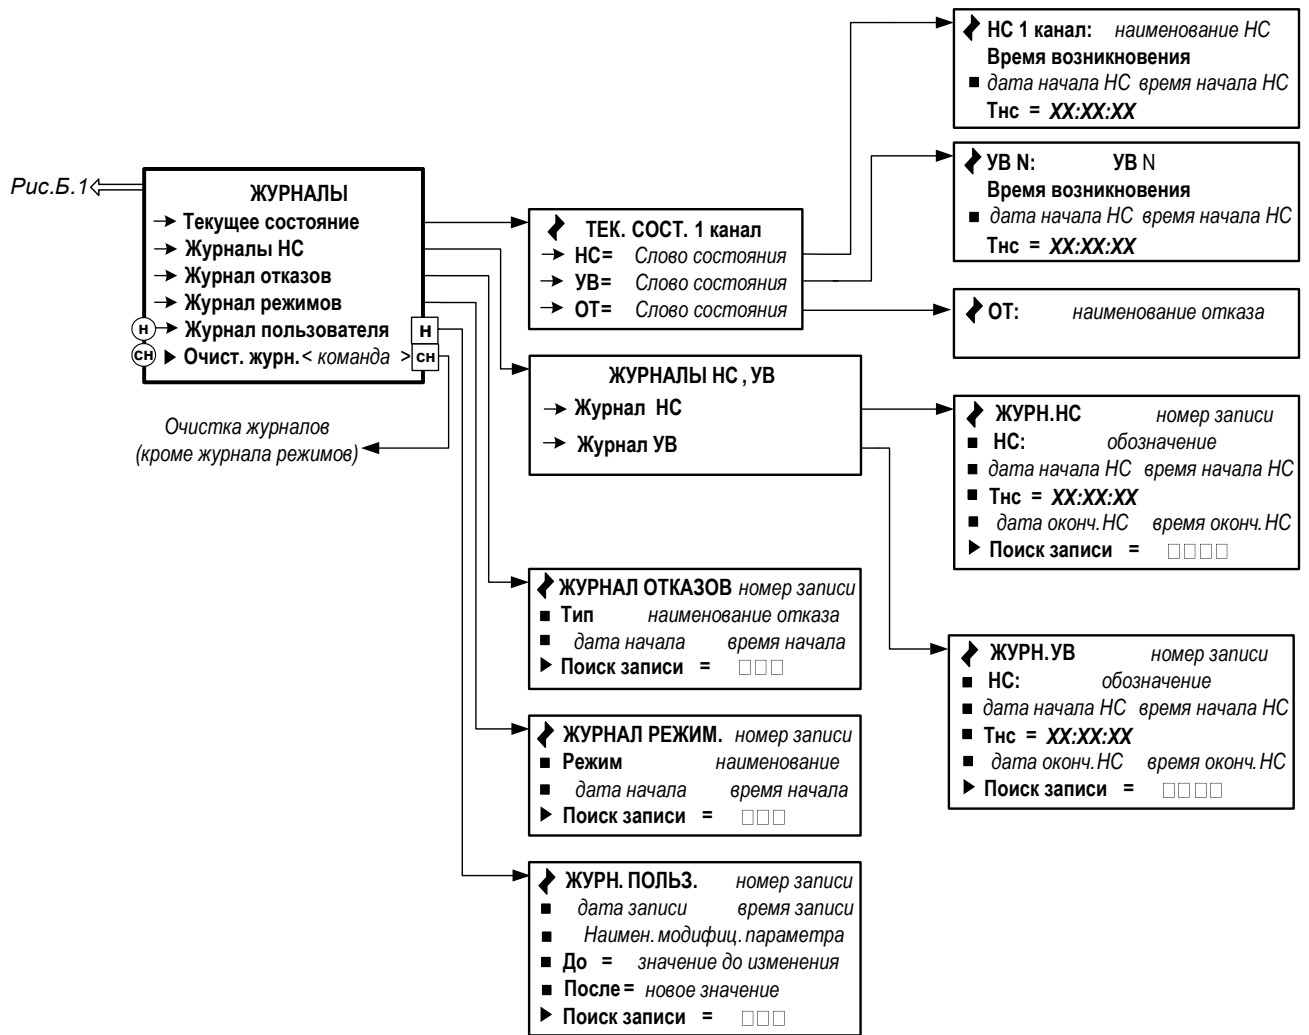 Рис.Б.1
ЖУРНАЛЫ
Текущее состояние
Журналы НС
Журнал отказов
Журнал режимов
Н Журнал пользователя Н
СН Очист. журн.< команда > СН
Очистка журналов
(кроме журнала режимов)
ТЕК. СОСТ. 1 канал
НС= Слово состояния
УВ= Слово состояния
ОТ= Слово состояния
ЖУРНАЛЫ НС , УВ
Журнал НС
Журнал УВ
ЖУРНАЛ ОТКАЗОВ номер записи
Тип наименование отказа
дата начала время начала
Поиск записи = □□□
ЖУРНАЛ РЕЖИМ. номер записи
Режим наименование
дата начала время начала
Поиск записи = □□□
ЖУРН. ПОЛЬЗ. номер записи
дата записи время записи
Наимен. модифиц. параметра
До = значение до изменения
После = новое значение
Поиск записи = □□□
НС 1 канал: наименование НС
Время возникновения
дата начала НС время начала НС
Тнс = XX:XX:XX
УВ N: УВ N
Время возникновения
дата начала НС время начала НС
Тнс = XX:XX:XX
ОТ: наименование отказа
ЖУРН.НС номер записи
НС: обозначение
дата начала НС время начала НС
Тнс = XX:XX:XX
дата оконч. НС время оконч. НС
Поиск записи = □□□□
ЖУРН.УВ номер записи
НС: обозначение
дата начала НС время начала НС
Тнс = XX:XX:XX
дата оконч. НС время оконч. НС
Поиск записи = □□□□